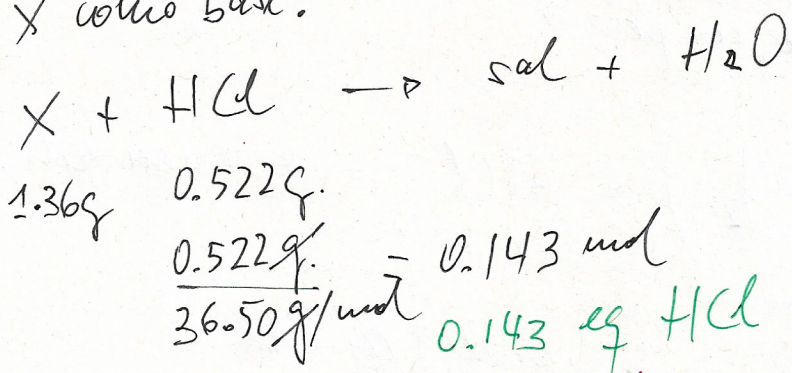 X como base.
X + HCl → sal + H2O
1.36g 0.522g.
0.522g. = 0.143 mol
36.50g/mol 0.143 eq HCl